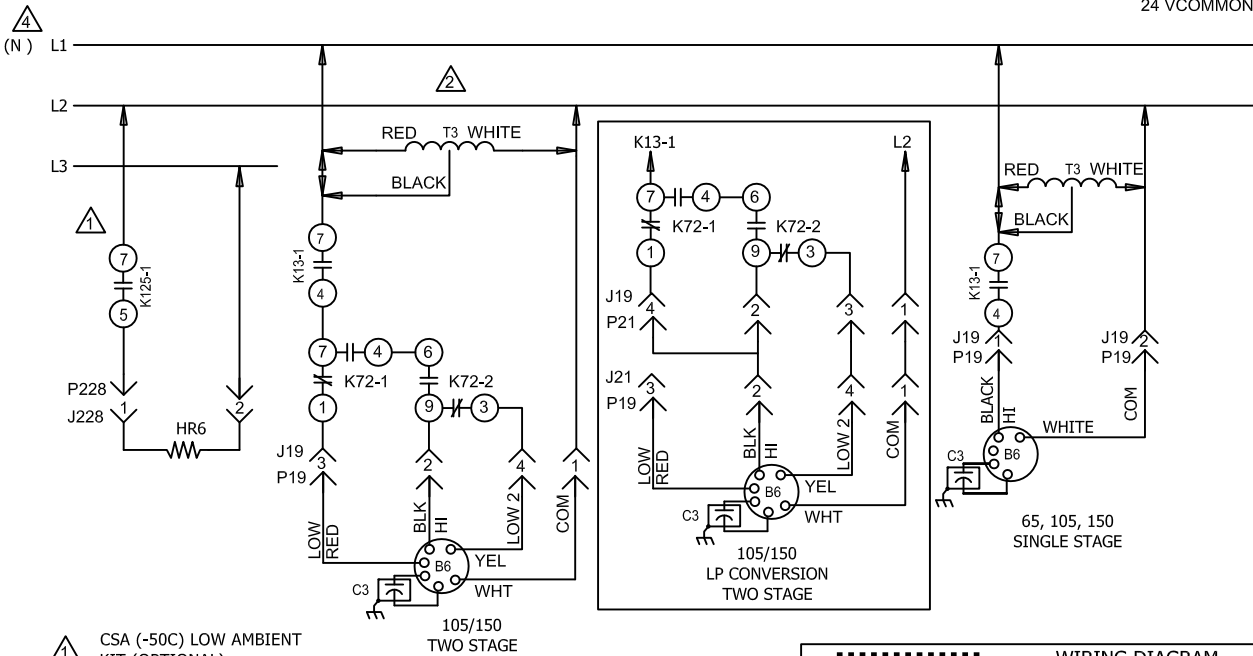 24 VCOMMON
4
(N) L1
2
L2
RED T3 WHITE
BLACK
L3
1
7
K125-1
5
P228
J228
1
2
HR6
7
K13-1
4
7
4
6
K72-1
K72-2
1
9
3
J19
P19
3
2
4
1
LOW
RED
BLK
HI
LOW 2
COM
B6
YEL
WHT
C3
105/150
TWO STAGE
K13-1
L2
7
4
6
K72-1
K72-2
1
9
3
J19
4
2
3
1
P21
J21
3
2
4
1
P19
LOW
RED
BLK
HI
LOW 2
COM
B6
YEL
WHT
C3
105/150
LP CONVERSION
TWO STAGE
RED T3 WHITE
BLACK
7
K13-1
4
J19
1
P19
J19
2
P19
BLACK
HI
COM
WHITE
C3
B6
65, 105, 150
SINGLE STAGE
1
CSA (-50C) LOW AMBIENT
KIT (OPTIONAL)
WIRING DIAGRAM